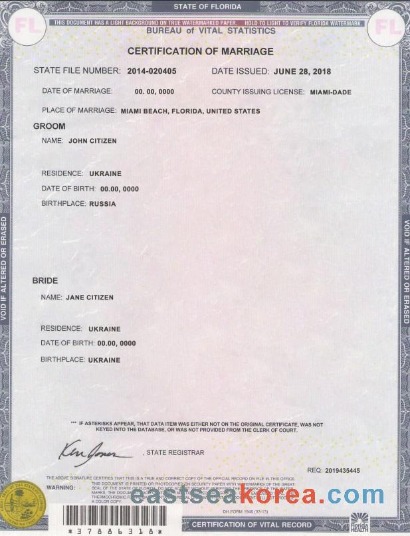 STATE OF FLORIDA
THIS DOCUMENT HAS A LIGHT BACKGROUND ON TRUE WATERMARKED PAPER. HOLD TO LIGHT TO VERIFY FLORIDA WATERMARK.
FL FL
BUREAU of VITAL STATISTICS
CERTIFICATION OF MARRIAGE
STATE FILE NUMBER: 2014-020405 DATE ISSUED: JUNE 28, 2018
DATE OF MARRIAGE: 00. 00, 0000 COUNTY ISSUING LICENSE: MIAMI-DADE
PLACE OF MARRIAGE: MIAMI BEACH, FLORIDA, UNITED STATES
GROOM
NAME: JOHN CITIZEN
RESIDENCE: UKRAINE
DATE OF BIRTH: 00.00, 0000
BIRTHPLACE: RUSSIA
BRIDE
NAME: JANE CITIZEN
RESIDENCE: UKRAINE
DATE OF BIRTH: 00.00, 0000
BIRTHPLACE: UKRAINE
VOID IF ALTERED OR ERASED
VOID IF ALTERED OR ERASED
*** IF ASTERISKS APPEAR, THAT DATA ITEM WAS EITHER NOT ON THE ORIGINAL CERTIFICATE, WAS NOT
KEYED INTO THE DATABASE, OR WAS NOT PROVIDED FROM THE CLERK OF COURT.
, STATE REGISTRAR
REQ: 2019435445
THE ABOVE SIGNATURE CERTIFIES THAT THIS IS A TRUE AND CORRECT COPY OF THE OFFICIAL RECORD ON FILE IN THIS OFFICE.
WARNING:
eastseakorea.com
*37886318*
CERTIFICATION OF VITAL RECORD